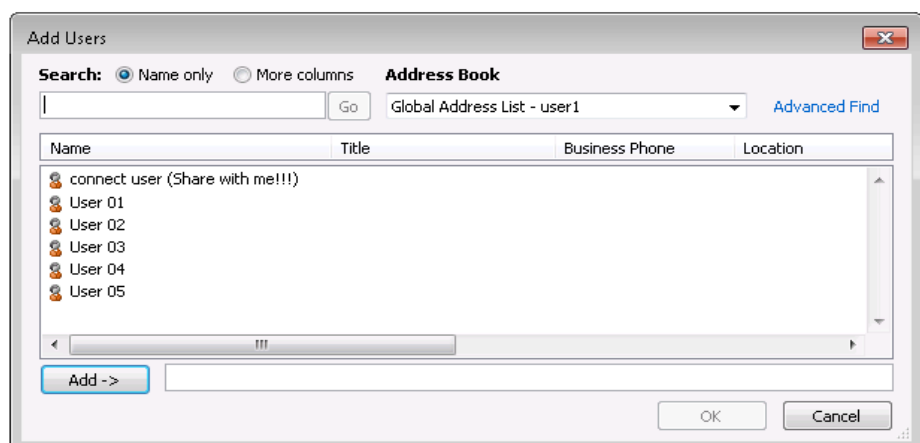 Add Users
Search: Name only More columns Address Book
Go Global Address List - user1 Advanced Find
Name Title Business Phone Location
connect user (Share with me!!!)
User 01
User 02
User 03
User 04
User 05
Add ->
OK Cancel